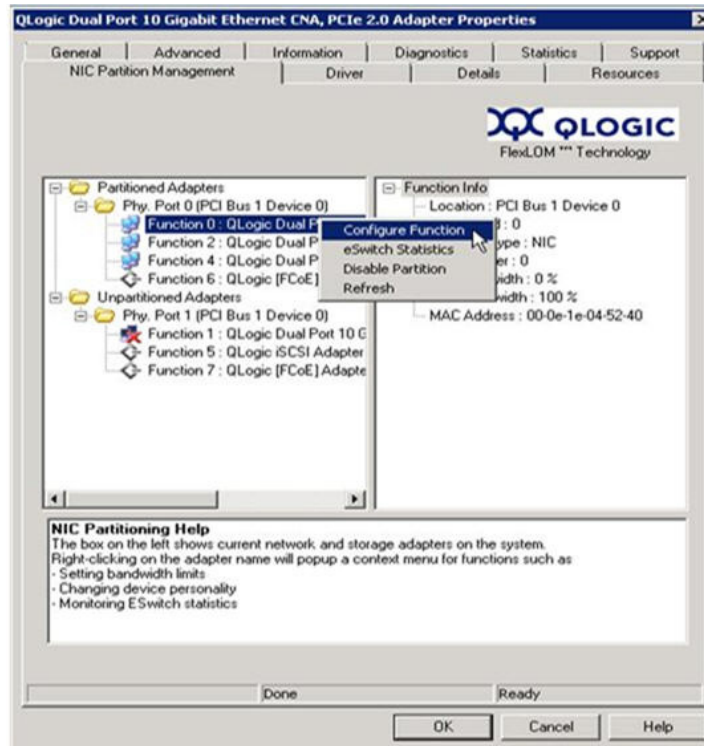 QLogic Dual Port 10 Gigabit Ethernet CNA, PCIe 2.0 Adapter Properties
General Advanced Information Diagnostics Statistics Support
NIC Partition Management Driver Details Resources
QLOGIC
FlexLOM ™ Technology
Partitioned Adapters
Phy. Port 0 (PCI Bus 1 Device 0)
Function 0 : QLogic Dual P
Function 2 : QLogic Dual P
Function 4 : QLogic Dual P
Function 6 : QLogic [FCoE]
Unpartitioned Adapters
Phy. Port 1 (PCI Bus 1 Device 0)
Function 1 : QLogic Dual Port 10 G
Function 5 : QLogic iSCSI Adapter
Function 7 : QLogic [FCoE] Adapte
Configure Function
eSwitch Statistics
Disable Partition
Refresh
Function Info
Location : PCI Bus 1 Device 0
: 0
ype : NIC
er : 0
width : 0 %
width : 100 %
MAC Address : 00-0e-1e-04-52-40
NIC Partitioning Help
The box on the left shows current network and storage adapters on the system.
Right-clicking on the adapter name will popup a context menu for functions such as
- Setting bandwidth limits
- Changing device personality
- Monitoring ESwitch statistics
Done Ready
OK Cancel Help